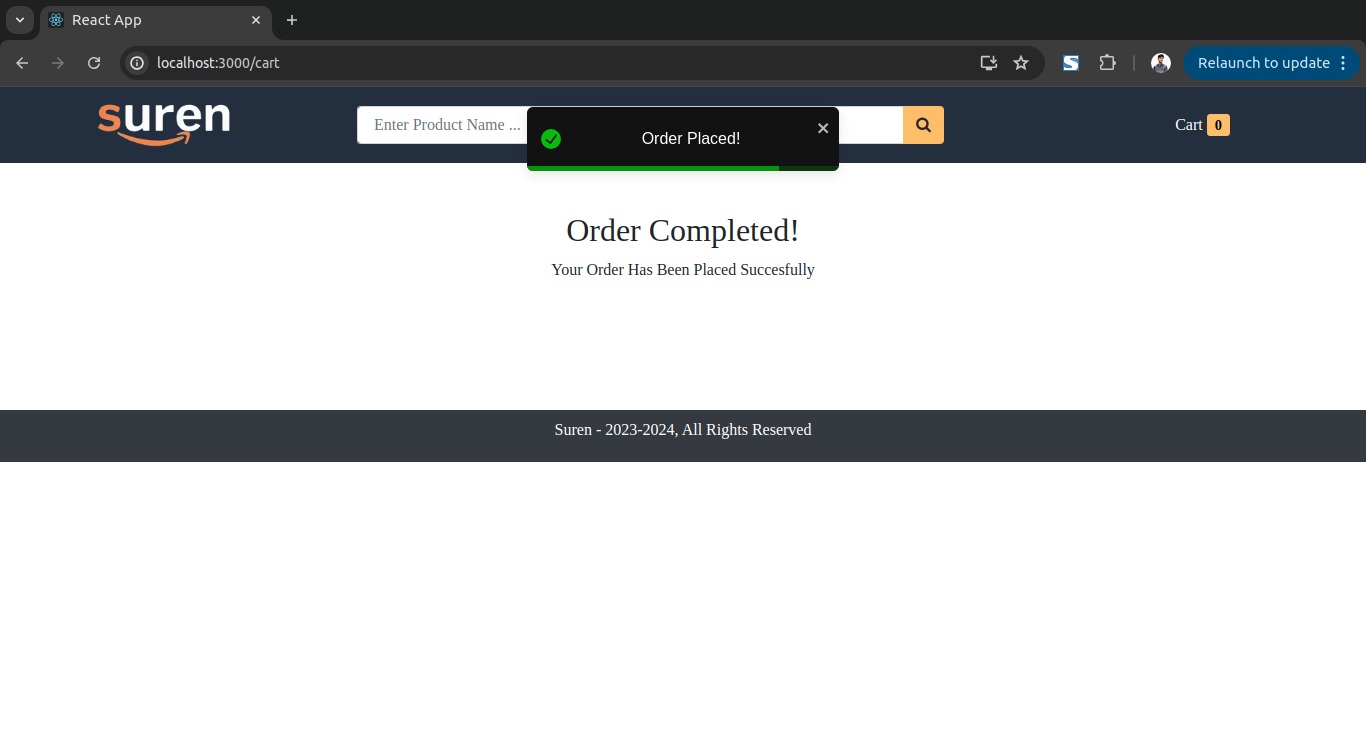 React App
localhost:3000/cart
Relaunch to update
suren
Enter Product Name ...
Order Placed!
Cart 0
Order Completed!
Your Order Has Been Placed Succesfully
Suren - 2023-2024, All Rights Reserved